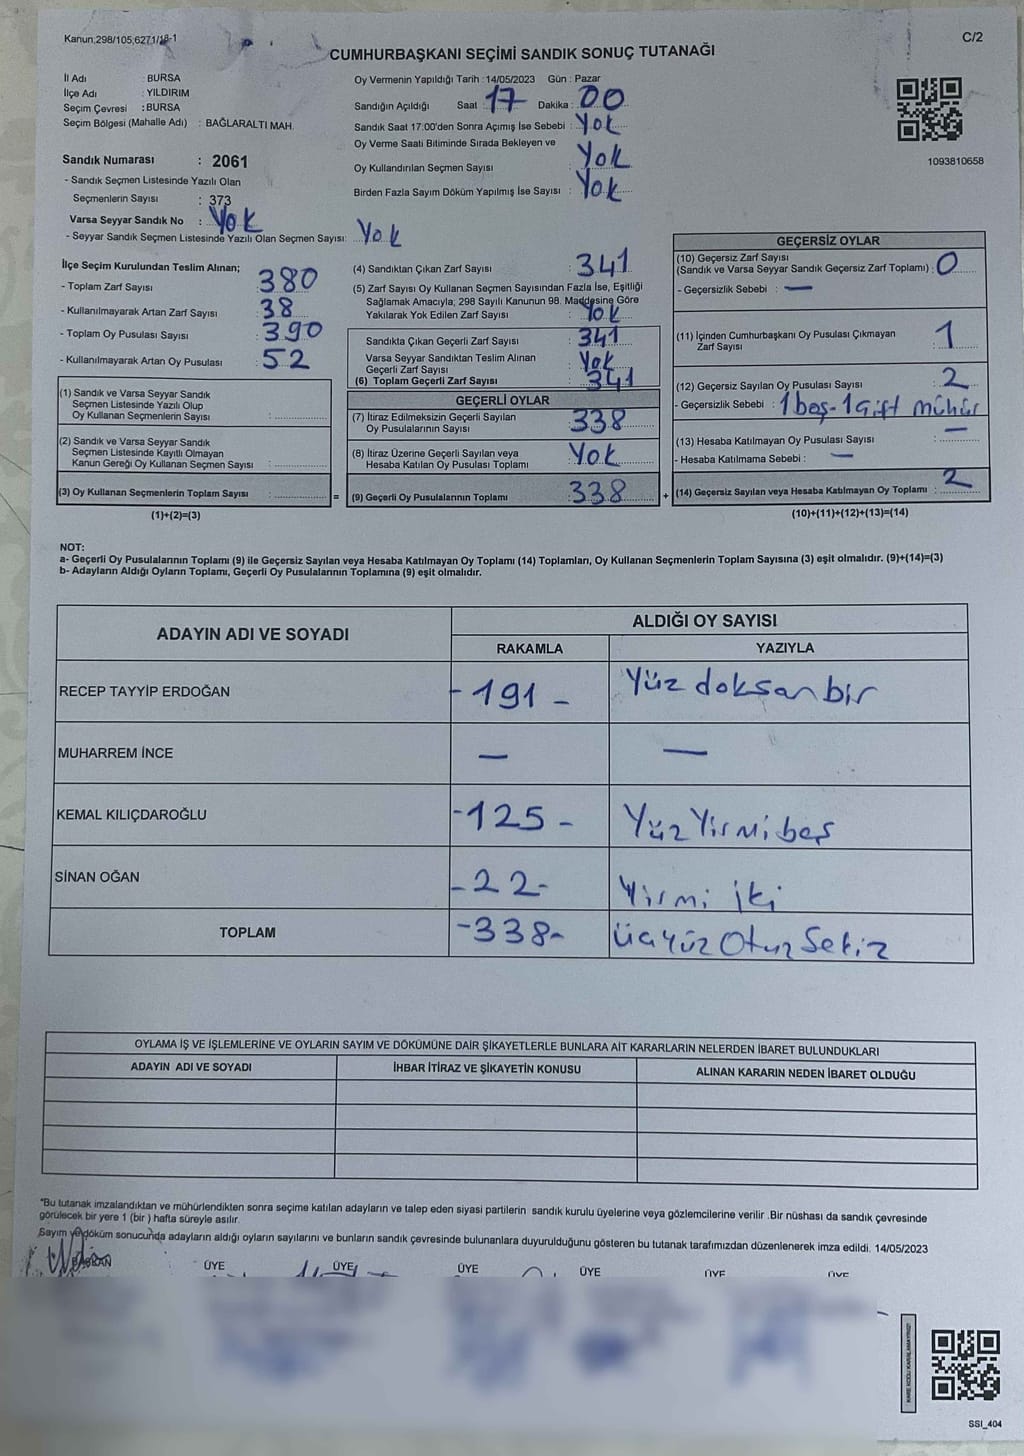 Kanun;298/105,6271/18-1
C/2
CUMHURBAŞKANI SEÇİMİ SANDIK SONUÇ TUTANAĞI
İl Adı : BURSA
İlçe Adı : YILDIRIM
Seçim Çevresi : BURSA
Seçim Bölgesi (Mahalle Adı) : BAĞLARALTI MAH.
Sandık Numarası : 2061
- Sandık Seçmen Listesinde Yazılı Olan
Seçmenlerin Sayısı : 373
Varsa Seyyar Sandık No : Yok
- Seyyar Sandık Seçmen Listesinde Yazılı Olan Seçmen Sayısı: Yok
Oy Vermenin Yapıldığı Tarih : 14/05/2023 Gün : Pazar
Sandığın Açıldığı Saat : 17 Dakika : 00
Sandık Saat 17:00'den Sonra Açımış İse Sebebi : Yok
Oy Verme Saati Bitiminde Sırada Bekleyen ve
Oy Kullandırılan Seçmen Sayısı : Yok
Birden Fazla Sayım Döküm Yapılmış İse Sayısı : Yok
1093810658
İlçe Seçim Kurulundan Teslim Alınan;
- Toplam Zarf Sayısı : 380
- Kullanılmayarak Artan Zarf Sayısı : 38
- Toplam Oy Pusulası Sayısı : 390
- Kullanılmayarak Artan Oy Pusulası : 52
(1) Sandık ve Varsa Seyyar Sandık
Seçmen Listesinde Yazılı Olup
Oy Kullanan Seçmenlerin Sayısı :
(2) Sandık ve Varsa Seyyar Sandık
Seçmen Listesinde Kayıtlı Olmayan
Kanun Gereği Oy Kullanan Seçmen Sayısı :
(3) Oy Kullanan Seçmenlerin Toplam Sayısı : =
(1)+(2)=(3)
(4) Sandıktan Çıkan Zarf Sayısı : 341
(5) Zarf Sayısı Oy Kullanan Seçmen Sayısından Fazla İse, Eşitliği
Sağlamak Amacıyla; 298 Sayılı Kanunun 98. Maddesine Göre
Yakılarak Yok Edilen Zarf Sayısı : Yok
Sandıkta Çıkan Geçerli Zarf Sayısı : 341
Varsa Seyyar Sandıktan Teslim Alınan
Geçerli Zarf Sayısı : Yok
(6) Toplam Geçerli Zarf Sayısı : 341
GEÇERLİ OYLAR
(7) İtiraz Edilmeksizin Geçerli Sayılan
Oy Pusulalarının Sayısı : 338
(8) İtiraz Üzerine Geçerli Sayılan veya
Hesaba Katılan Oy Pusulası Toplamı : Yok
(9) Geçerli Oy Pusulalarının Toplamı : 338 +
GEÇERSİZ OYLAR
(10) Geçersiz Zarf Sayısı
(Sandık ve Varsa Seyyar Sandık Geçersiz Zarf Toplamı) : 0
- Geçersizlik Sebebi : —
(11) İçinden Cumhurbaşkanı Oy Pusulası Çıkmayan
Zarf Sayısı : 1
(12) Geçersiz Sayılan Oy Pusulası Sayısı : 2
- Geçersizlik Sebebi : 1 boş - 1 çift mühür
(13) Hesaba Katılmayan Oy Pusulası Sayısı : —
- Hesaba Katılmama Sebebi : —
(14) Geçersiz Sayılan veya Hesaba Katılmayan Oy Toplamı : 2
(10)+(11)+(12)+(13)=(14)
NOT:
a- Geçerli Oy Pusulalarının Toplamı (9) ile Geçersiz Sayılan veya Hesaba Katılmayan Oy Toplamı (14) Toplamları, Oy Kullanan Seçmenlerin Toplam Sayısına (3) eşit olmalıdır. (9)+(14)=(3)
b- Adayların Aldığı Oyların Toplamı, Geçerli Oy Pusulalarının Toplamına (9) eşit olmalıdır.
ADAYIN ADI VE SOYADI
ALDIĞI OY SAYISI
RAKAMLA YAZIYLA
RECEP TAYYİP ERDOĞAN - 191 - Yüz doksan bir
MUHARREM İNCE — —
KEMAL KILIÇDAROĞLU - 125 - Yüz Yirmi beş
SİNAN OĞAN - 22 - Yirmi iki
TOPLAM - 338 - üçyüz Otuz Sekiz
OYLAMA İŞ VE İŞLEMLERİNE VE OYLARIN SAYIM VE DÖKÜMÜNE DAİR ŞİKAYETLERLE BUNLARA AİT KARARLARIN NELERDEN İBARET BULUNDUKLARI
ADAYIN ADI VE SOYADI İHBAR İTİRAZ VE ŞİKAYETİN KONUSU ALINAN KARARIN NEDEN İBARET OLDUĞU
*Bu tutanak imzalandıktan ve mühürlendikten sonra seçime katılan adayların ve talep eden siyasi partilerin sandık kurulu üyelerine veya gözlemcilerine verilir .Bir nüshası da sandık çevresinde
görülecek bir yere 1 (bir ) hafta süreyle asılır.
Sayım ve döküm sonucunda adayların aldığı oyların sayılarını ve bunların sandık çevresinde bulunanlara duyurulduğunu gösteren bu tutanak tarafımızdan düzenlenerek imza edildi. 14/05/2023
BAŞKAN ÜYE ÜYE ÜYE ÜYE ÜYE ÜYE
SSI_404